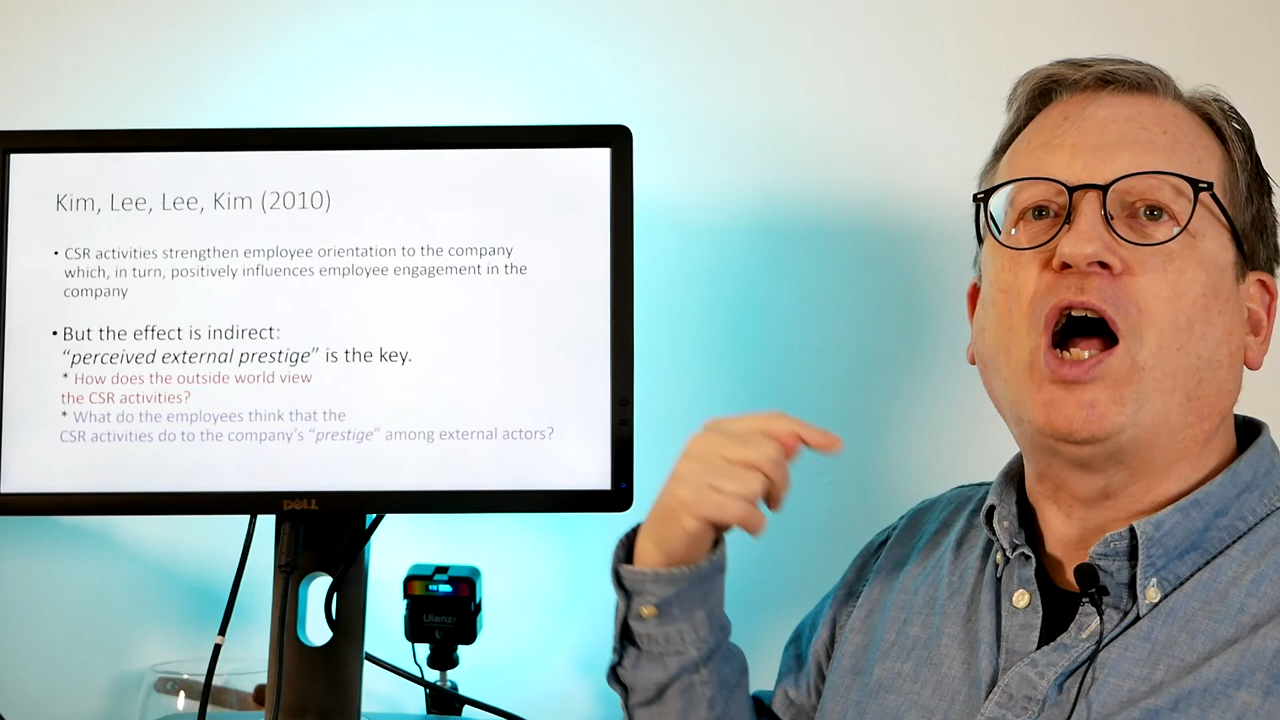 Kim, Lee, Lee, Kim (2010)
• CSR activities strengthen employee orientation to the company
which, in turn, positively influences employee engagement in the
company
• But the effect is indirect:
"perceived external prestige" is the key.
* How does the outside world view
the CSR activities?
* What do the employees think that the
CSR activities do to the company's "prestige" among external actors?
DELL
Ulanzi